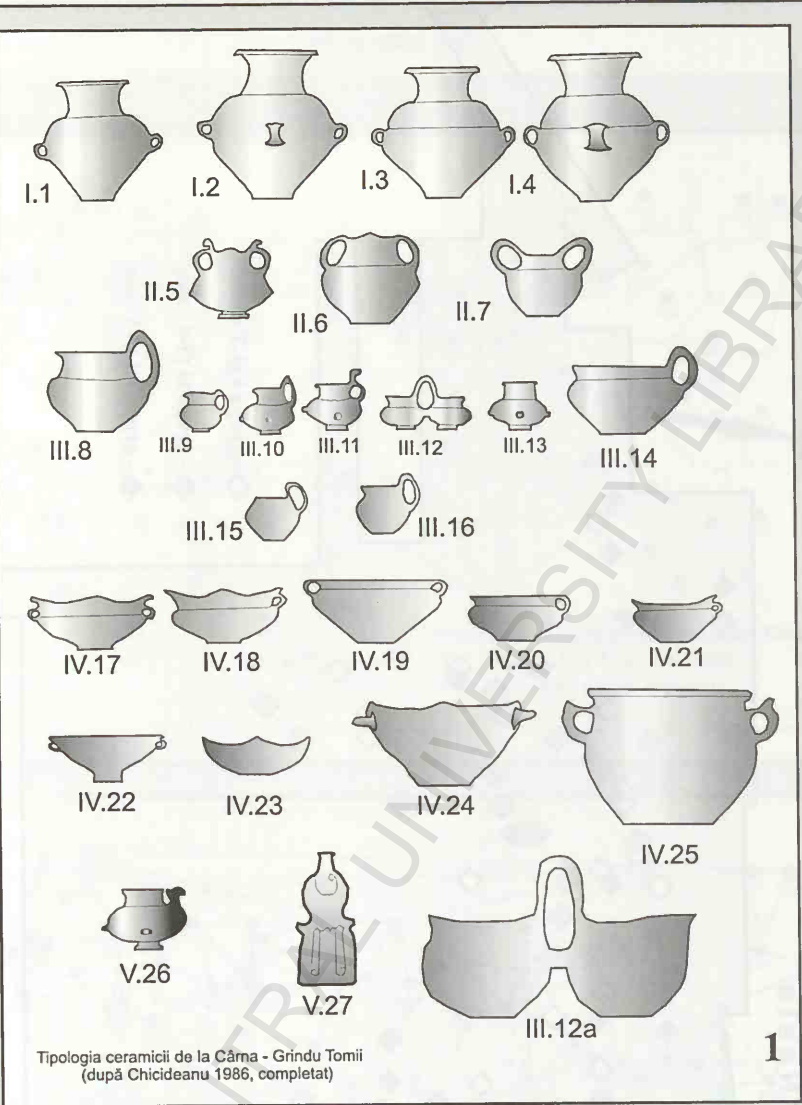 I.1 I.2 I.3 I.4
II.5 II.6 II.7
III.8 III.9 III.10 III.11 III.12 III.13 III.14
III.15 III.16
IV.17 IV.18 IV.19 IV.20 IV.21
IV.22 IV.23 IV.24 IV.25
V.26 V.27 III.12a
Tipologia ceramicii de la Cârna - Grindu Tomii
(după Chicideanu 1986, completat)
1
TRAL UNIVERSITY LIBRA